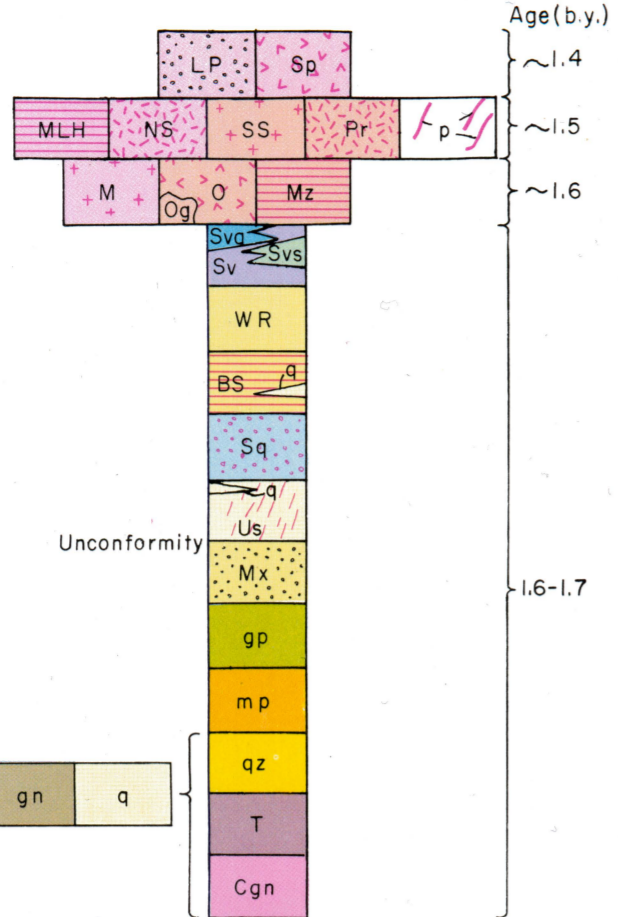 Age (b.y.)
LP Sp ~1.4
MLH NS SS Pr p ~1.5
M O Og Mz ~1.6
Sva
Svs
Sv
WR
q
BS
Sq
q
Us
Unconformity
Mx
1.6-1.7
gp
mp
qz
gn q
T
Cgn